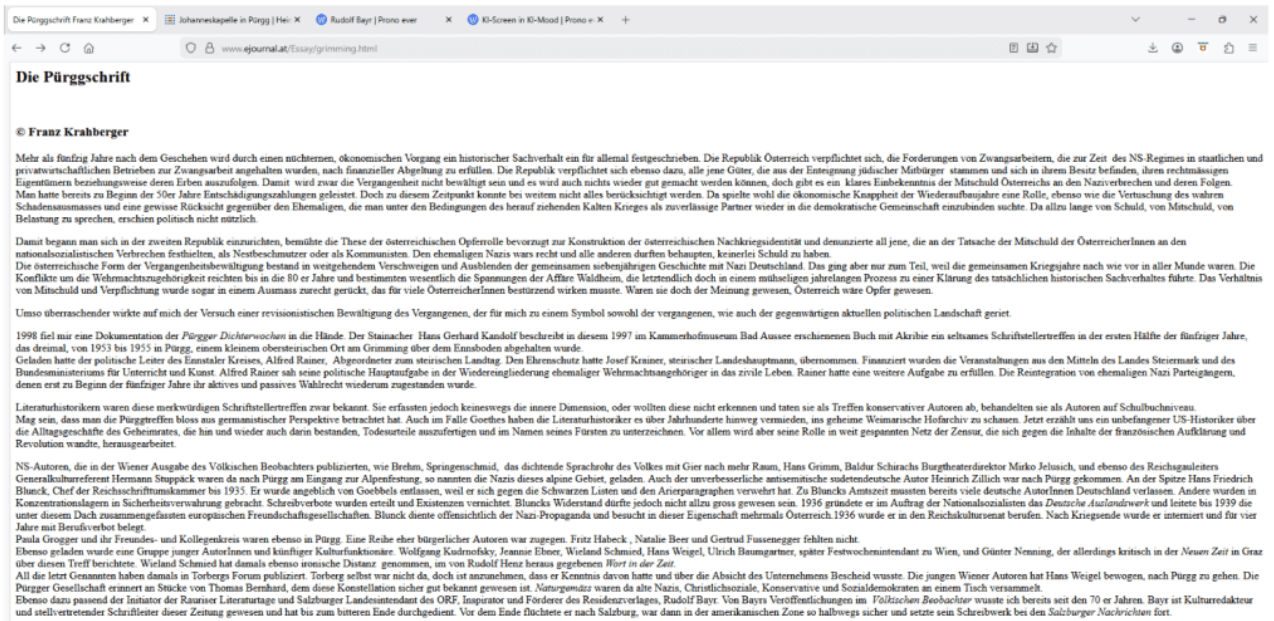 Die Pürggschrift Franz Krahberger
Johanneskapelle in Pürgg | Hei
Rudolf Bayr | Prono ever
KI-Screen in KI-Mood | Prono e
www.ejournal.at/Essay/grimming.html
Die Pürggschrift
© Franz Krahberger
Mehr als fünfzig Jahre nach dem Geschehen wird durch einen nüchternen, ökonomischen Vorgang ein historischer Sachverhalt ein für allemal festgeschrieben. Die Republik Österreich verpflichtet sich, die Forderungen von Zwangsarbeitern, die zur Zeit des NS-Regimes in staatlichen und
privatwirtschaftlichen Betrieben zur Zwangsarbeit angehalten wurden, nach finanzieller Abgeltung zu erfüllen. Die Republik verpflichtet sich ebenso dazu, alle jene Güter, die aus der Enteignung jüdischer Mitbürger stammen und sich in ihrem Besitz befinden, ihren rechtmässigen
Eigentümern beziehungsweise deren Erben auszufolgen. Damit wird zwar die Vergangenheit nicht bewältigt sein und es wird auch nichts wieder gut gemacht werden können, doch gibt es ein klares Einbekenntnis der Mitschuld Österreichs an den Naziverbrechen und deren Folgen.
Man hatte bereits zu Beginn der 50er Jahre Entschädigungszahlungen geleistet. Doch zu diesem Zeitpunkt konnte bei weitem nicht alles berücksichtigt werden. Da spielte wohl die ökonomische Knappheit der Wiederaufbaujahre eine Rolle, ebenso wie die Vertuschung des wahren
Schadensausmasses und eine gewisse Rücksicht gegenüber den Ehemaligen, die man unter den Bedingungen des herauf ziehenden Kalten Krieges als zuverlässige Partner wieder in die demokratische Gemeinschaft einzubinden suchte. Da allzu lange von Schuld, von Mitschuld, von
Belastung zu sprechen, erschien politisch nicht nützlich.
Damit begann man sich in der zweiten Republik einzurichten, bemühte die These der österreichischen Opferrolle bevorzugt zur Konstruktion der österreichischen Nachkriegsidentität und denunzierte all jene, die an der Tatsache der Mitschuld der ÖsterreicherInnen an den
nationalsozialistischen Verbrechen festhielten, als Nestbeschmutzer oder als Kommunisten. Den ehemaligen Nazis wars recht und alle anderen durften behaupten, keinerlei Schuld zu haben.
Die österreichische Form der Vergangenheitsbewältigung bestand in weitgehendem Verschweigen und Ausblenden der gemeinsamen siebenjährigen Geschichte mit Nazi Deutschland. Das ging aber nur zum Teil, weil die gemeinsamen Kriegsjahre nach wie vor in aller Munde waren. Die
Konflikte um die Wehrmachtszugehörigkeit reichten bis in die 80 er Jahre und bestimmten wesentlich die Spannungen der Affäre Waldheim, die letztendlich doch in einem mühseligen jahrelangen Prozess zu einer Klärung des tatsächlichen historischen Sachverhaltes führte. Das Verhältnis
von Mitschuld und Verpflichtung wurde sogar in einem Ausmass zurecht gerückt, das für viele ÖsterreicherInnen bestürzend wirken musste. Waren sie doch der Meinung gewesen, Österreich wäre Opfer gewesen.
Umso überraschender wirkte auf mich der Versuch einer revisionistischen Bewältigung des Vergangenen, der für mich zu einem Symbol sowohl der vergangenen, wie auch der gegenwärtigen aktuellen politischen Landschaft geriet.
1998 fiel mir eine Dokumentation der Pürgger Dichterwochen in die Hände. Der Stainacher Hans Gerhard Kandolf beschreibt in diesem 1997 im Kammerhofmuseum Bad Aussee erschienenen Buch mit Akribie ein seltsames Schriftstellertreffen in der ersten Hälfte der fünfziger Jahre,
das dreimal, von 1953 bis 1955 in Pürgg, einem kleinem obersteirischen Ort am Grimming über dem Ennsboden abgehalten wurde.
Geladen hatte der politische Leiter des Ennstaler Kreises, Alfred Rainer, Abgeordneter zum steirischen Landtag. Den Ehrenschutz hatte Josef Krainer, steirischer Landeshauptmann, übernommen. Finanziert wurden die Veranstaltungen aus den Mitteln des Landes Steiermark und des
Bundesministeriums für Unterricht und Kunst. Alfred Rainer sah seine politische Hauptaufgabe in der Wiedereingliederung ehemaliger Wehrmachtsangehöriger in das zivile Leben. Rainer hatte eine weitere Aufgabe zu erfüllen. Die Reintegration von ehemaligen Nazi Parteigängern,
denen erst zu Beginn der fünfziger Jahre ihr aktives und passives Wahlrecht wiederum zugestanden wurde.
Literaturhistorikern waren diese merkwürdigen Schriftstellertreffen zwar bekannt. Sie erfassten jedoch keineswegs die innere Dimension, oder wollten diese nicht erkennen und taten sie als Treffen konservativer Autoren ab, behandelten sie als Autoren auf Schulbuchniveau.
Mag sein, dass man die Pürggtreffen bloss aus germanistischer Perspektive betrachtet hat. Auch im Falle Goethes haben die Literaturhistoriker es über Jahrhunderte hinweg vermieden, ins geheime Weimarische Hofarchiv zu schauen. Jetzt erzählt uns ein unbefangener US-Historiker über
die Alltagsgeschäfte des Geheimrates, die hin und wieder auch darin bestanden, Todesurteile auszufertigen und im Namen seines Fürsten zu unterzeichnen. Vor allem wird aber seine Rolle in weit gespannten Netz der Zensur, die sich gegen die Inhalte der französischen Aufklärung und
Revolution wandte, herausgearbeitet.
NS-Autoren, die in der Wiener Ausgabe des Völkischen Beobachters publizierten, wie Brehm, Springenschmid, das dichtende Sprachrohr des Volkes mit Gier nach mehr Raum, Hans Grimm, Baldur Schirachs Burgtheaterdirektor Mirko Jelusich, und ebenso des Reichsgauleiters
Generalkulturreferent Hermann Stuppäck waren da nach Pürgg am Eingang zur Alpenfestung, so nannten die Nazis dieses alpine Gebiet, geladen. Auch der unverbesserliche antisemitische sudetendeutsche Autor Heinrich Zillich war nach Pürgg gekommen. An der Spitze Hans Friedrich
Blunck, Chef der Reichsschrifttumskammer bis 1935. Er wurde angeblich von Goebbels entlassen, weil er sich gegen die Schwarzen Listen und den Arierparagraphen verwehrt hat. Zu Bluncks Amtszeit mussten bereits viele deutsche AutorInnen Deutschland verlassen. Andere wurden in
Konzentrationslagern in Sicherheitsverwahrung gebracht. Schreibverbote wurden erteilt und Existenzen vernichtet. Bluncks Widerstand dürfte jedoch nicht allzu gross gewesen sein. 1936 gründete er im Auftrag der Nationalsozialisten das Deutsche Auslandswerk und leitete bis 1939 die
unter diesem Dach zusammengefassten europäischen Freundschaftsgesellschaften. Blunck diente offensichtlich der Nazi-Propaganda und besucht in dieser Eigenschaft mehrmals Österreich.1936 wurde er in den Reichskultursenat berufen. Nach Kriegsende wurde er interniert und für vier
Jahre mit Berufsverbot belegt.
Paula Grogger und ihr Freundes- und Kollegenkreis waren ebenso in Pürgg. Eine Reihe eher bürgerlicher Autoren war zugegen. Fritz Habeck , Natalie Beer und Gertrud Fussenegger fehlten nicht.
Ebenso geladen wurde eine Gruppe junger AutorInnen und künftiger Kulturfunktionäre. Wolfgang Kudrnofsky, Jeannie Ebner, Wieland Schmied, Hans Weigel, Ulrich Baumgartner, später Festwochenintendant zu Wien, und Günter Nenning, der allerdings kritisch in der Neuen Zeit in Graz
über diesen Treff berichtete. Wieland Schmied hat damals ebenso ironische Distanz genommen, im von Rudolf Henz heraus gegebenen Wort in der Zeit.
All die letzt Genannten haben damals in Torbergs Forum publiziert. Torberg selbst war nicht da, doch ist anzunehmen, dass er Kenntnis davon hatte und über die Absicht des Unternehmens Bescheid wusste. Die jungen Wiener Autoren hat Hans Weigel bewogen, nach Pürgg zu gehen. Die
Pürgger Gesellschaft erinnert an Stücke von Thomas Bernhard, dem diese Konstellation sicher gut bekannt gewesen ist. Naturgemäss waren da alte Nazis, Christlichsoziale, Konservative und Sozialdemokraten an einem Tisch versammelt.
Ebenso dazu passend der Initiator der Rauriser Literaturtage und Salzburger Landesintendant des ORF, Inspirator und Förderer des Residenzverlages, Rudolf Bayr. Von Bayrs Veröffentlichungen im Völkischen Beobachter wusste ich bereits seit den 70 er Jahren. Bayr ist Kulturredakteur
und stellvertretender Schriftleiter dieser Zeitung gewesen und hat bis zum bitteren Ende durchgedient. Vor dem Ende flüchtete er nach Salzburg, war dann in der amerikanischen Zone so halbwegs sicher und setzte sein Schreibwerk bei den Salzburger Nachrichten fort.